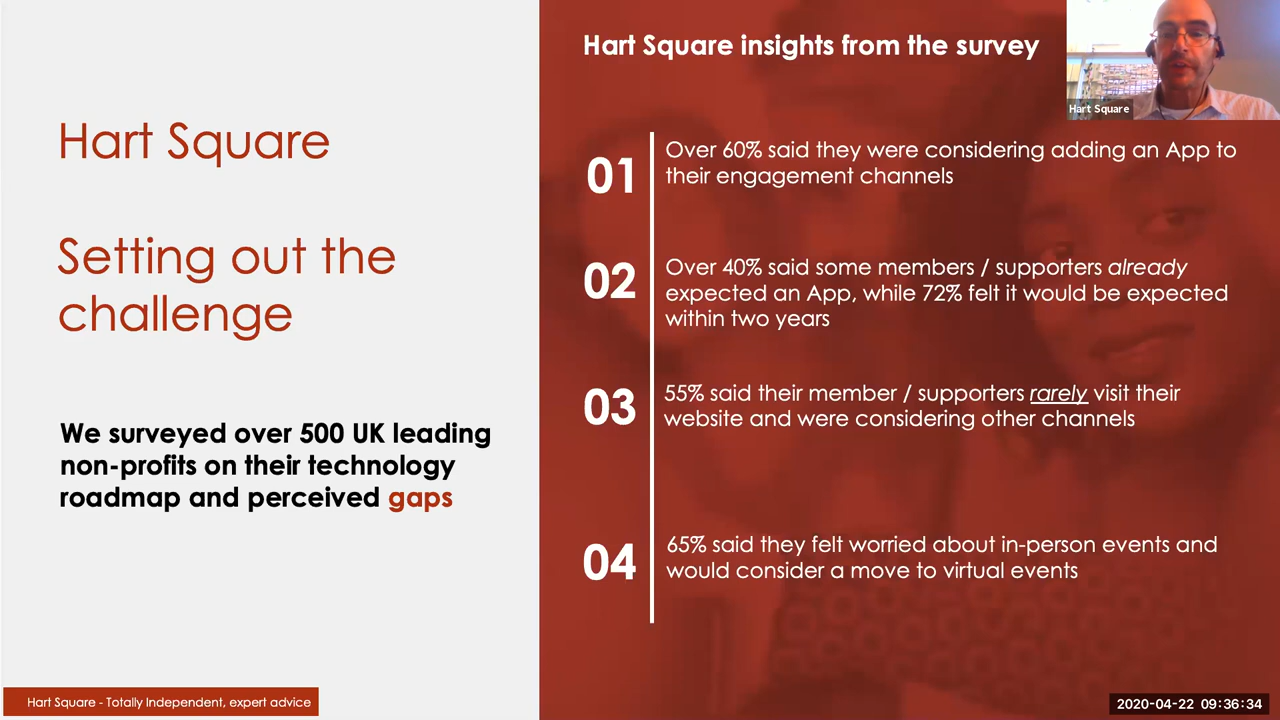 Hart Square
Setting out the
challenge
We surveyed over 500 UK leading
non-profits on their technology
roadmap and perceived gaps
Hart Square - Totally Independent, expert advice
Hart Square insights from the survey
01
Over 60% said they were considering adding an App to
their engagement channels
02
Over 40% said some members / supporters already
expected an App, while 72% felt it would be expected
within two years
03
55% said their member / supporters rarely visit their
website and were considering other channels
04
65% said they felt worried about in-person events and
would consider a move to virtual events
Hart Square
2020-04-22 09:36:34